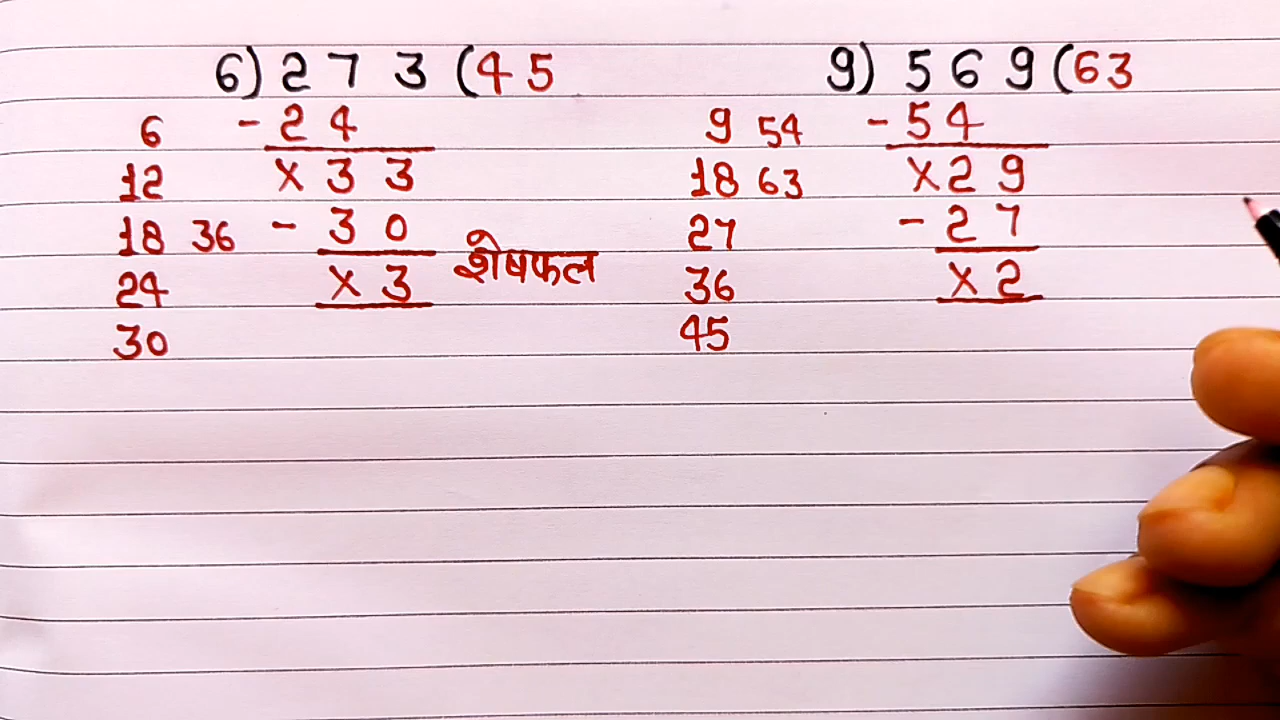 6) 2 7 3 (4 5
6 - 2 4
12 x 3 3
18 36 - 3 0
24 x 3 शेषफल
30
9) 5 6 9 (63
9 54 - 5 4
18 63 x 2 9
27 - 2 7
36 x 2
45